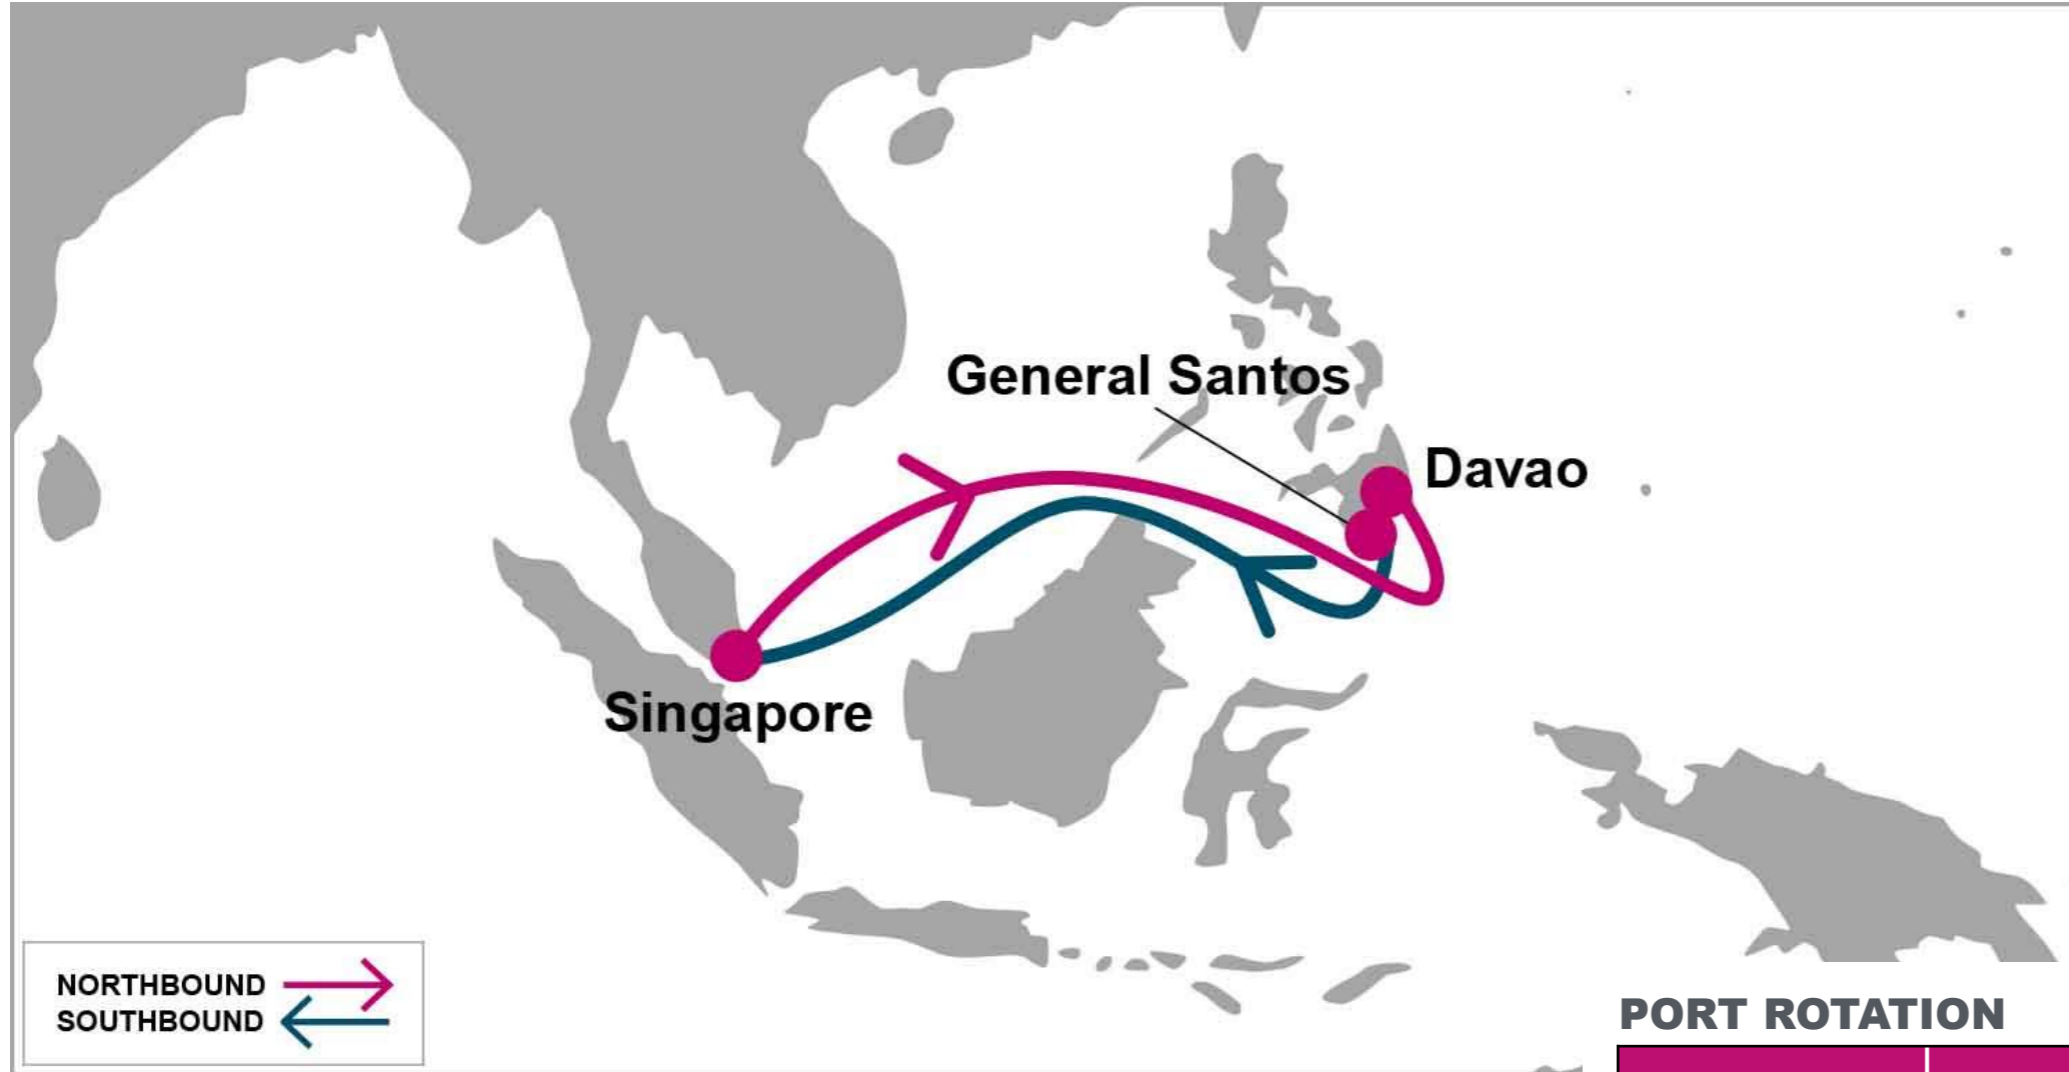 General Santos
Davao
Singapore
NORTHBOUND
SOUTHBOUND
PORT ROTATION